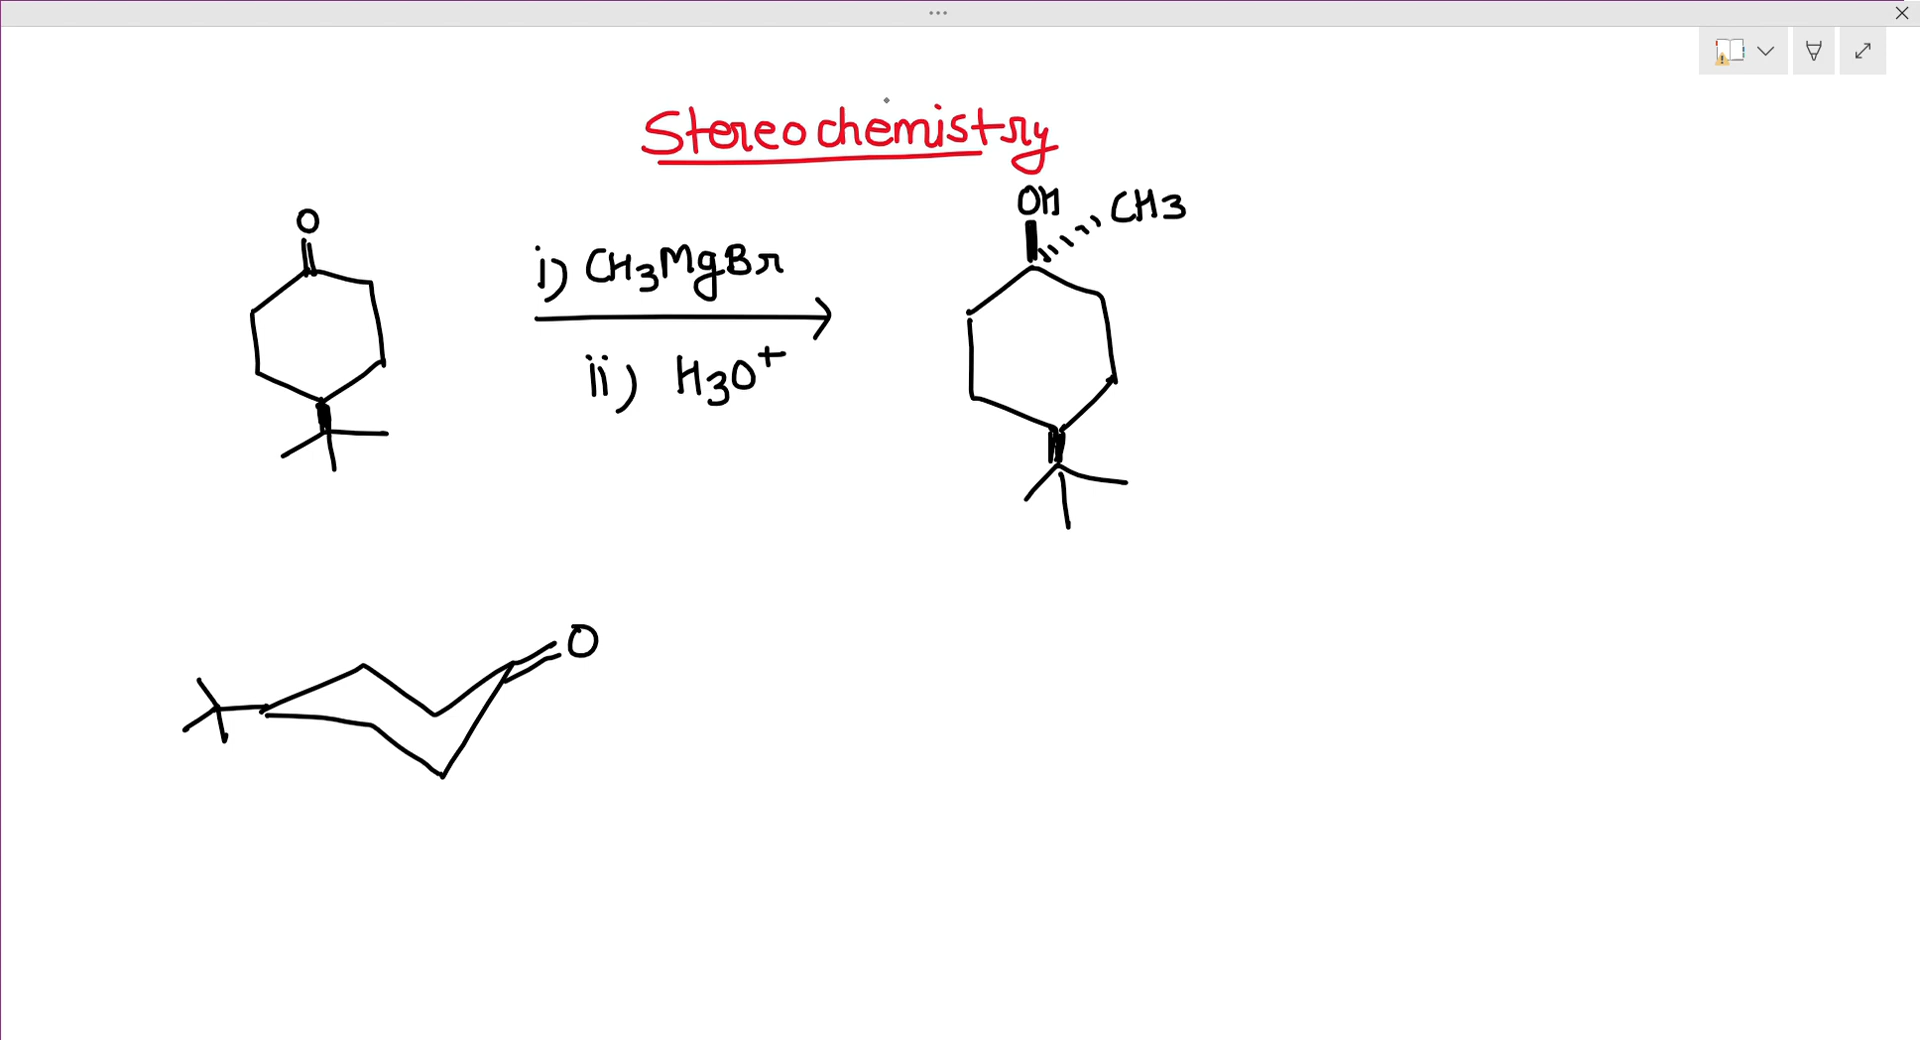 Stereochemistry
O
i) CH3MgBr
ii) H3O+
OH
CH3
O